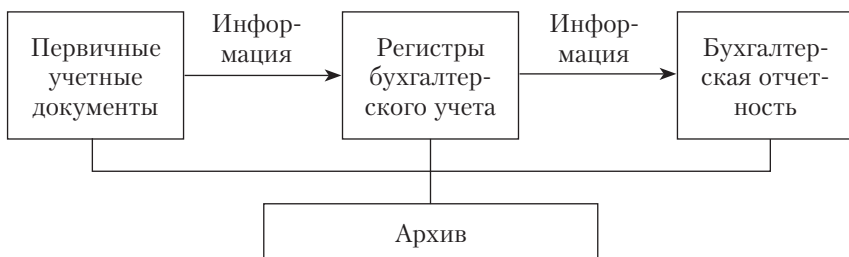 Первичные
учетные
документы
Инфор-
мация
Регистры
бухгалтер-
ского учета
Инфор-
мация
Бухгалтер-
ская отчет-
ность
Архив